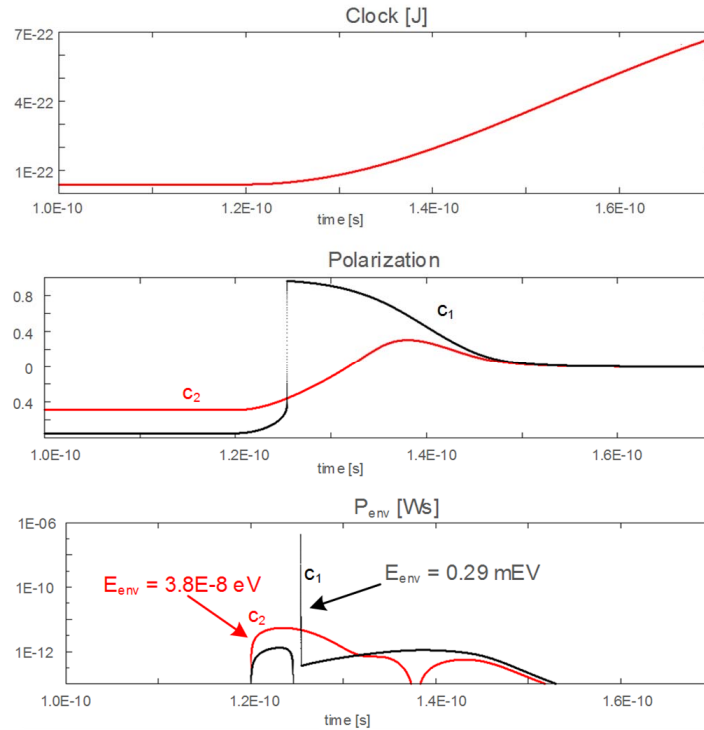 Clock [J]
7E-22
4E-22
1E-22
1.0E-10 1.2E-10 1.4E-10 1.6E-10
time [s]
Polarization
0.8
0.4
0
0.4
c1
c2
1.0E-10 1.2E-10 1.4E-10 1.6E-10
time [s]
Penv [Ws]
1E-06
1E-10
1E-12
Eenv = 3.8E-8 eV
c1
Eenv = 0.29 mEV
c2
1.0E-10 1.2E-10 1.4E-10 1.6E-10
time [s]